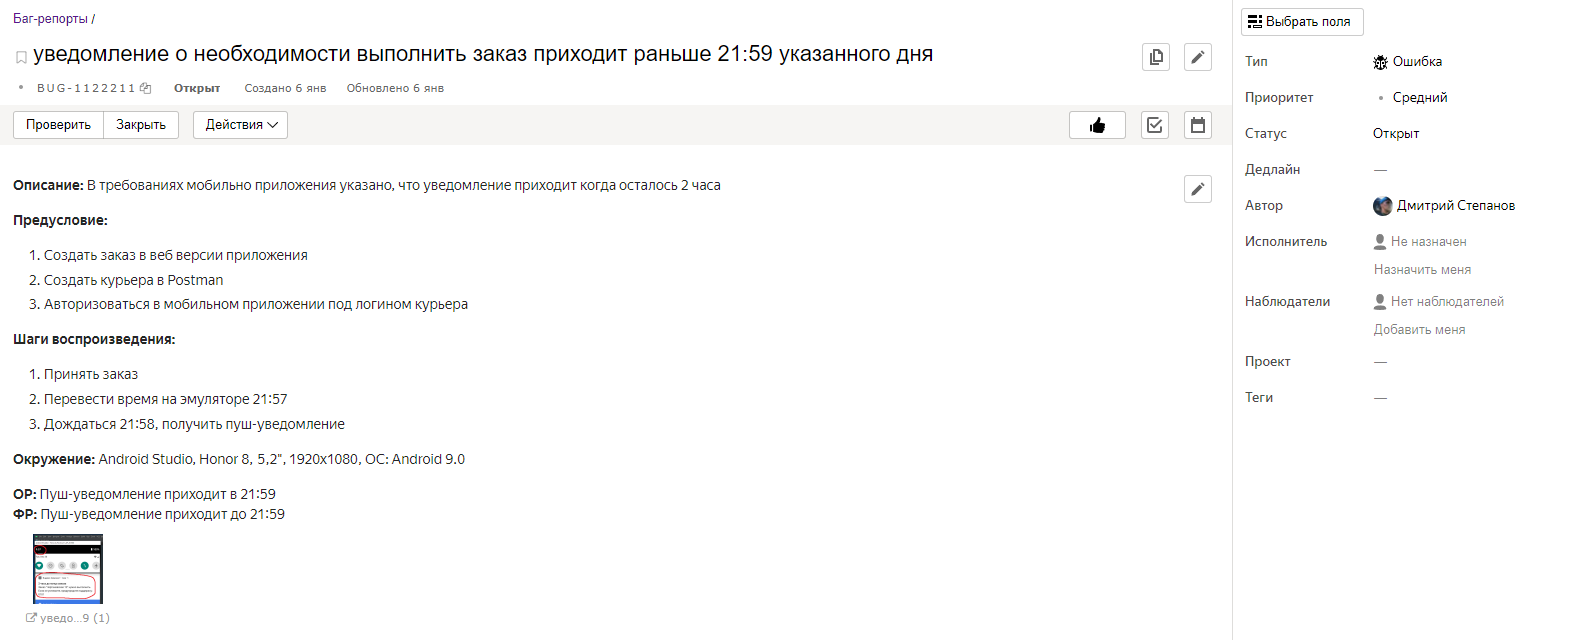 Баг-репорты /
уведомление о необходимости выполнить заказ приходит раньше 21:59 указанного дня
BUG-1122211 Открыт Создано 6 янв Обновлено 6 янв
Проверить Закрыть Действия
Описание: В требованиях мобильно приложения указано, что уведомление приходит когда осталось 2 часа
Предусловие:
1. Создать заказ в веб версии приложения
2. Создать курьера в Postman
3. Авторизоваться в мобильном приложении под логином курьера
Шаги воспроизведения:
1. Принять заказ
2. Перевести время на эмуляторе 21:57
3. Дождаться 21:58, получить пуш-уведомление
Окружение: Android Studio, Honor 8, 5,2", 1920x1080, ОС: Android 9.0
ОР: Пуш-уведомление приходит в 21:59
ФР: Пуш-уведомление приходит до 21:59
уведо...9 (1)
Выбрать поля
Тип Ошибка
Приоритет Средний
Статус Открыт
Дедлайн —
Автор Дмитрий Степанов
Исполнитель Не назначен
Назначить меня
Наблюдатели Нет наблюдателей
Добавить меня
Проект —
Теги —